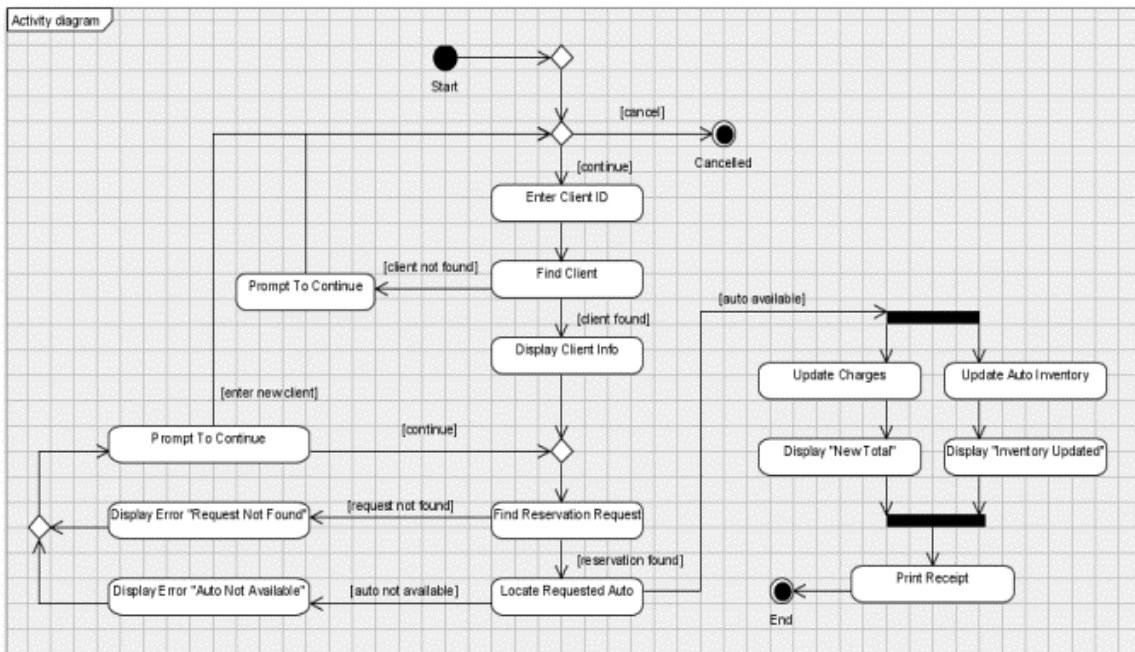 Activity diagram
Start
[cancel]
Cancelled
[continue]
Enter Client ID
[client not found]
Find Client
Prompt To Continue
[auto available]
[client found]
Display Client Info
Update Charges
Update Auto Inventory
[enter new client]
[continue]
Prompt To Continue
Display "New Total"
Display "Inventory Updated"
[request not found]
Display Error "Request Not Found"
Find Reservation Request
[reservation found]
Print Receipt
Display Error "Auto Not Available"
[auto not available]
Locate Requested Auto
End